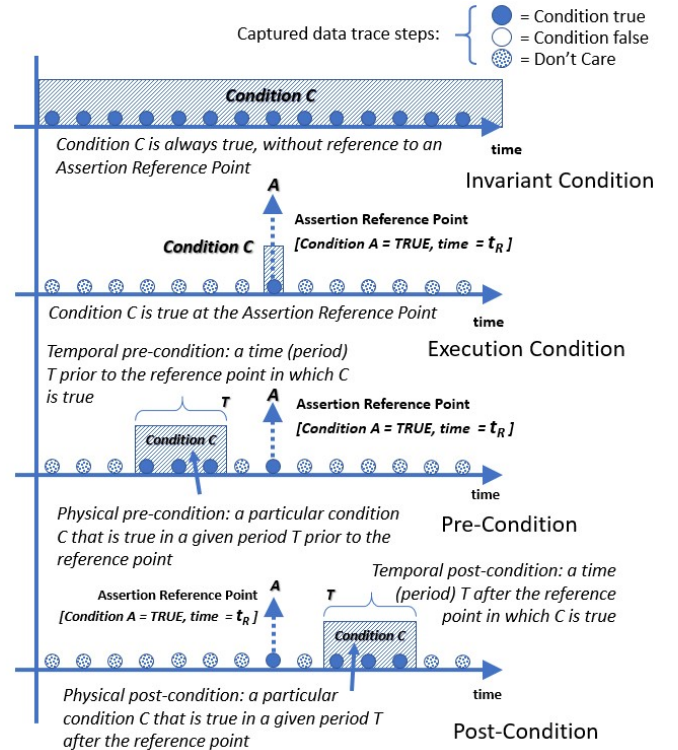 Captured data trace steps:
= Condition true
= Condition false
= Don't Care
Condition C
Condition C is always true, without reference to an
Assertion Reference Point
time
Invariant Condition
A
Assertion Reference Point
[Condition A = TRUE, time = tR ]
Condition C
Condition C is true at the Assertion Reference Point
time
Execution Condition
Temporal pre-condition: a time (period)
T prior to the reference point in which C
is true
T
A
Assertion Reference Point
[Condition A = TRUE, time = tR ]
Condition C
time
Physical pre-condition: a particular condition
C that is true in a given period T prior to the
reference point
Pre-Condition
Temporal post-condition: a time
(period) T after the reference
point in which C is true
Assertion Reference Point
[Condition A = TRUE, time = tR ]
A
T
Condition C
time
Physical post-condition: a particular
condition C that is true in a given period T
after the reference point
Post-Condition